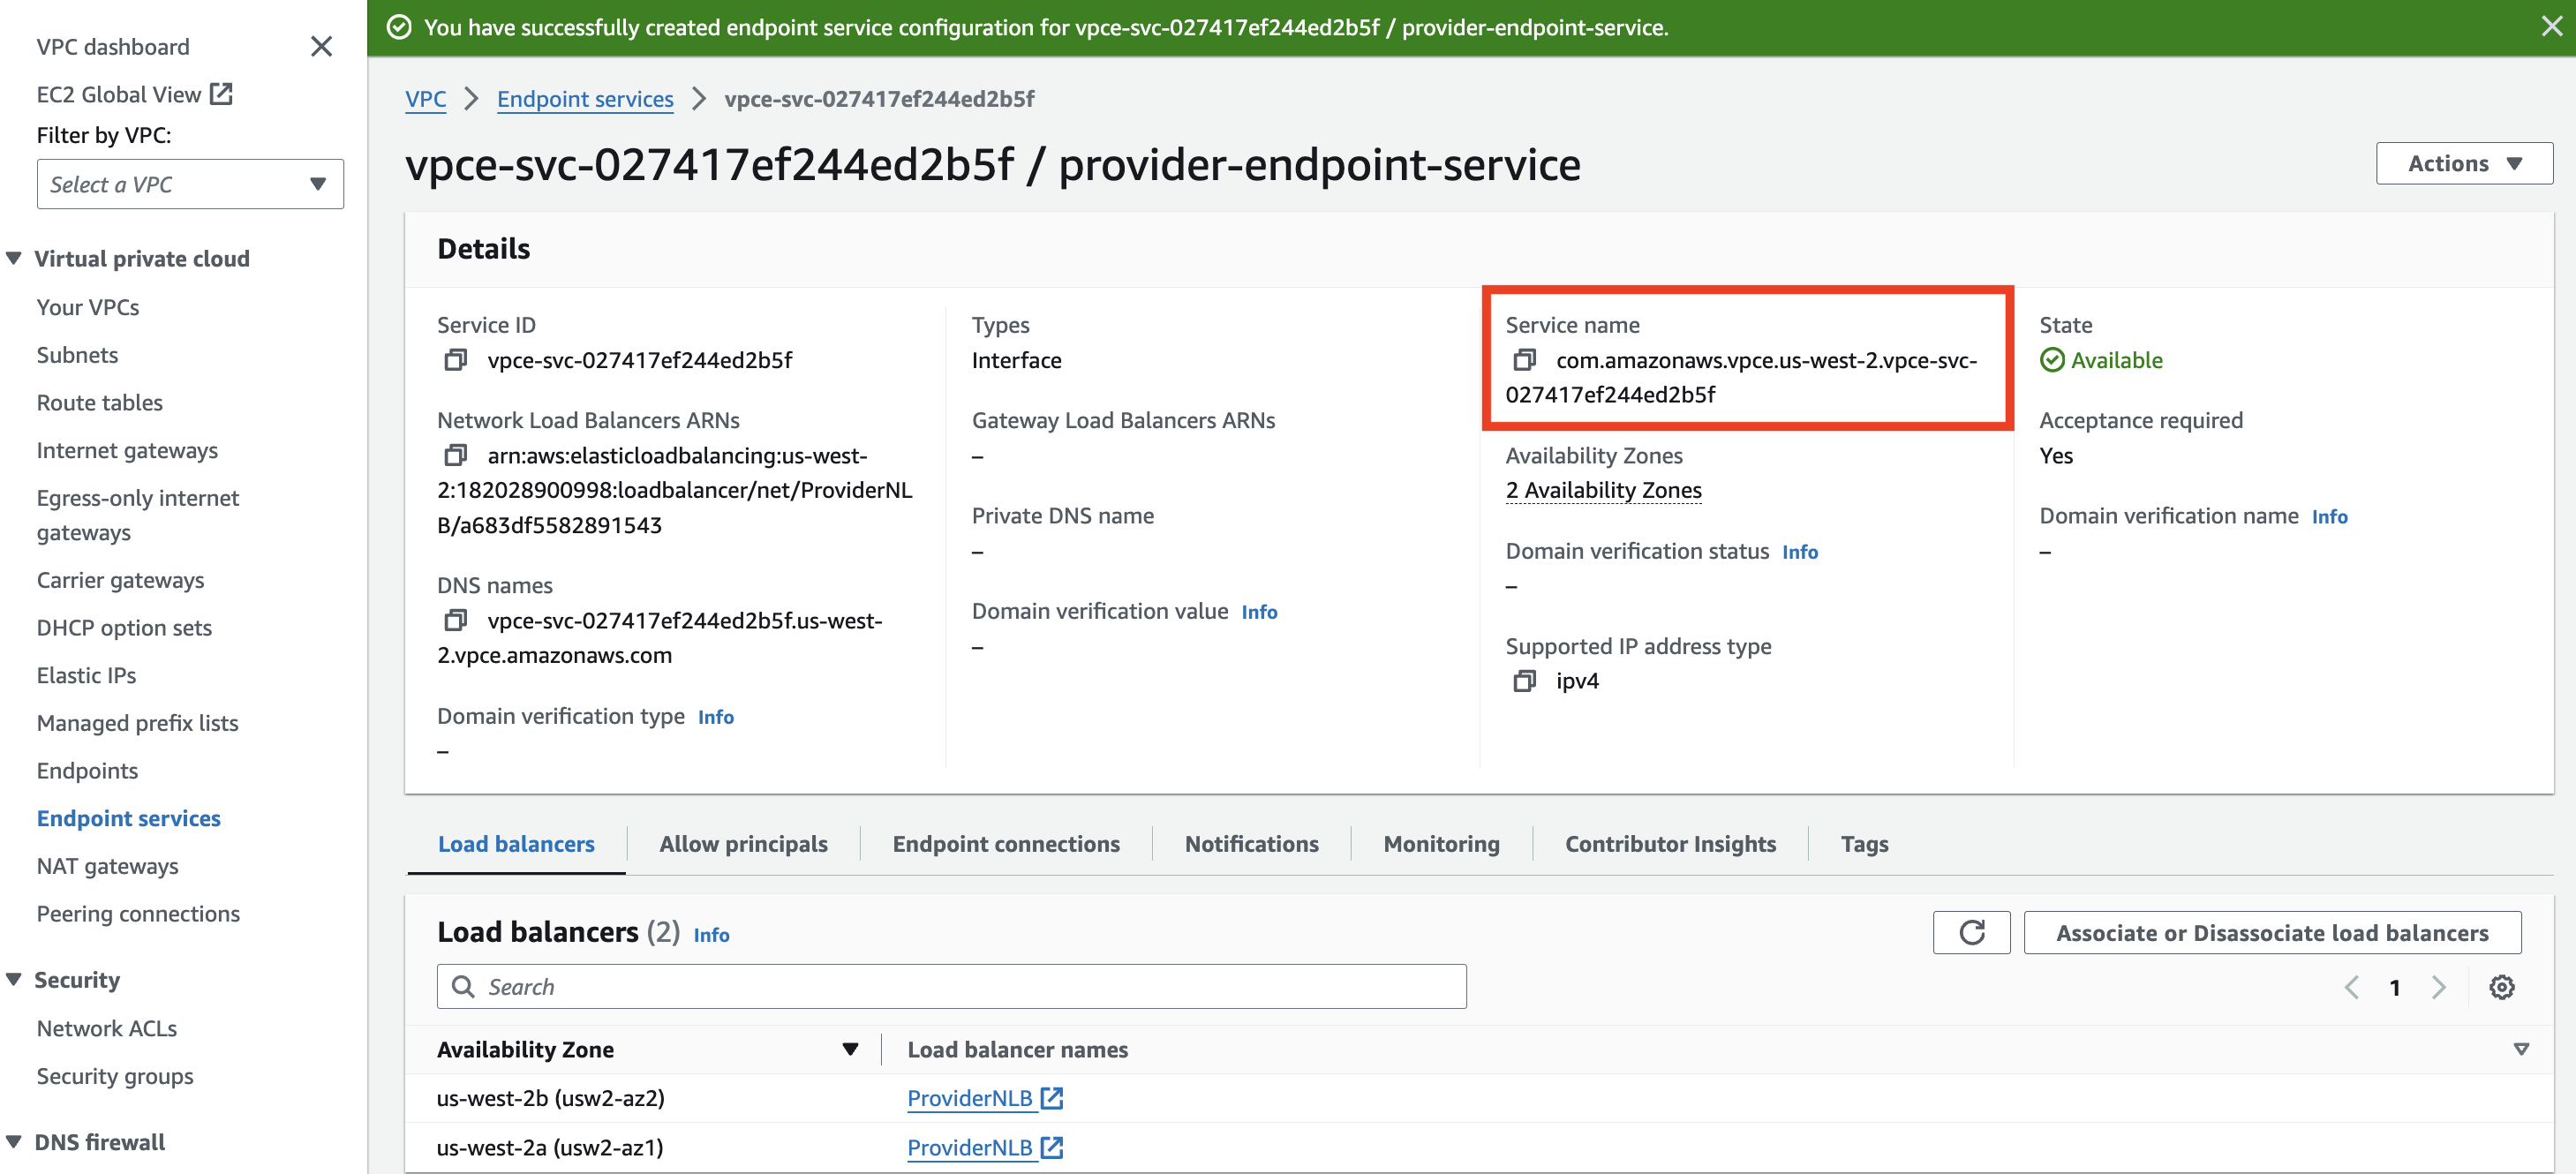 VPC dashboard
EC2 Global View
Filter by VPC:
Select a VPC
Virtual private cloud
Your VPCs
Subnets
Route tables
Internet gateways
Egress-only internet
gateways
Carrier gateways
DHCP option sets
Elastic IPs
Managed prefix lists
Endpoints
Endpoint services
NAT gateways
Peering connections
Security
Network ACLs
Security groups
DNS firewall
You have successfully created endpoint service configuration for vpce-svc-027417ef244ed2b5f / provider-endpoint-service.
VPC > Endpoint services > vpce-svc-027417ef244ed2b5f
vpce-svc-027417ef244ed2b5f / provider-endpoint-service
Actions
Details
Service ID
vpce-svc-027417ef244ed2b5f
Network Load Balancers ARNs
arn:aws:elasticloadbalancing:us-west-
2:182028900998:loadbalancer/net/ProviderNL
B/a683df5582891543
DNS names
vpce-svc-027417ef244ed2b5f.us-west-
2.vpce.amazonaws.com
Domain verification type Info
–
Types
Interface
Gateway Load Balancers ARNs
–
Private DNS name
–
Domain verification value Info
–
Service name
com.amazonaws.vpce.us-west-2.vpce-svc-
027417ef244ed2b5f
Availability Zones
2 Availability Zones
Domain verification status Info
–
Supported IP address type
ipv4
State
Available
Acceptance required
Yes
Domain verification name Info
–
Load balancers Allow principals Endpoint connections Notifications Monitoring Contributor Insights Tags
Load balancers (2) Info
Associate or Disassociate load balancers
Search
1
Availability Zone Load balancer names
us-west-2b (usw2-az2) ProviderNLB
us-west-2a (usw2-az1) ProviderNLB